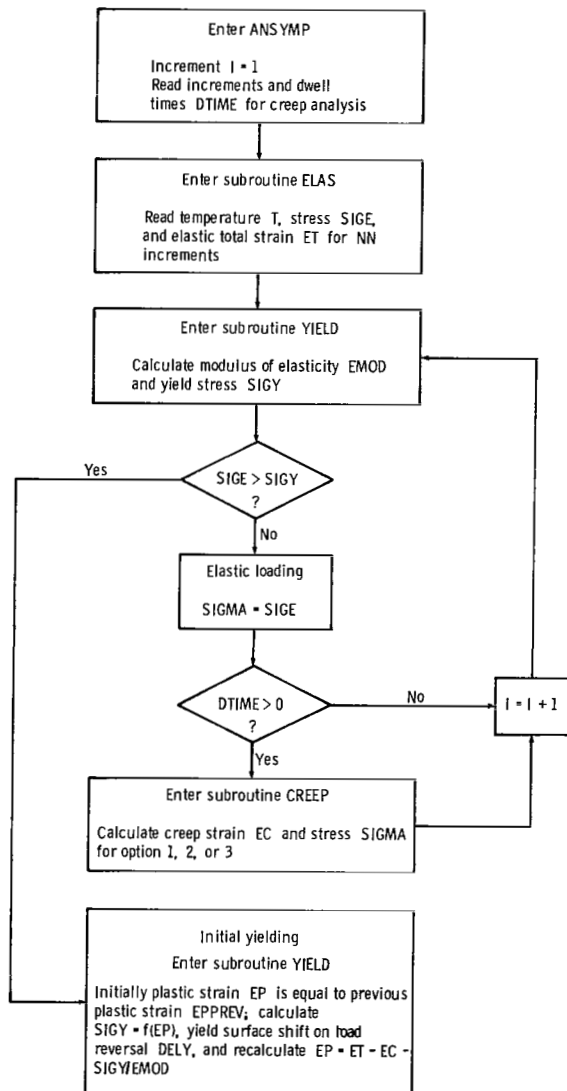 Enter ANSYMP
Increment I = 1
Read increments and dwell
times DTIME for creep analysis
Enter subroutine ELAS
Read temperature T, stress SIGE,
and elastic total strain ET for NN
increments
Enter subroutine YIELD
Calculate modulus of elasticity EMOD
and yield stress SIGY
Yes
SIGE > SIGY
?
No
Elastic loading
SIGMA = SIGE
DTIME > 0
?
No
I = I + 1
Yes
Enter subroutine CREEP
Calculate creep strain EC and stress SIGMA
for option 1, 2, or 3
Initial yielding
Enter subroutine YIELD
Initially plastic strain EP is equal to previous
plastic strain EPPREV; calculate
SIGY = f(EP), yield surface shift on load
reversal DELY, and recalculate EP = ET - EC -
SIGY/EMOD